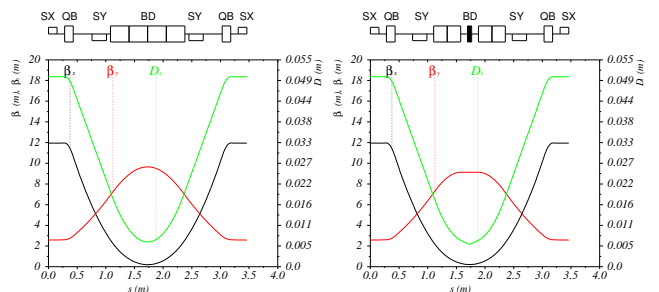 SX QB SY BD SY QB SX
SX QB SY BD SY QB SX
20 18 16 14 12 10 8 6 4 2 0
β (m), β (m)
βx βy Dx
0.055 0.049 0.044 0.038 0.033 0.027 0.022 0.016 0.011 0.005 0.0
D (m)
0.0 0.5 1.0 1.5 2.0 2.5 3.0 3.5 4.0
s (m)
20 18 16 14 12 10 8 6 4 2 0
β (m), β (m)
βx βy Dx
0.055 0.049 0.044 0.038 0.033 0.027 0.022 0.016 0.011 0.005 0.0
D (m)
0.0 0.5 1.0 1.5 2.0 2.5 3.0 3.5 4.0
s (m)